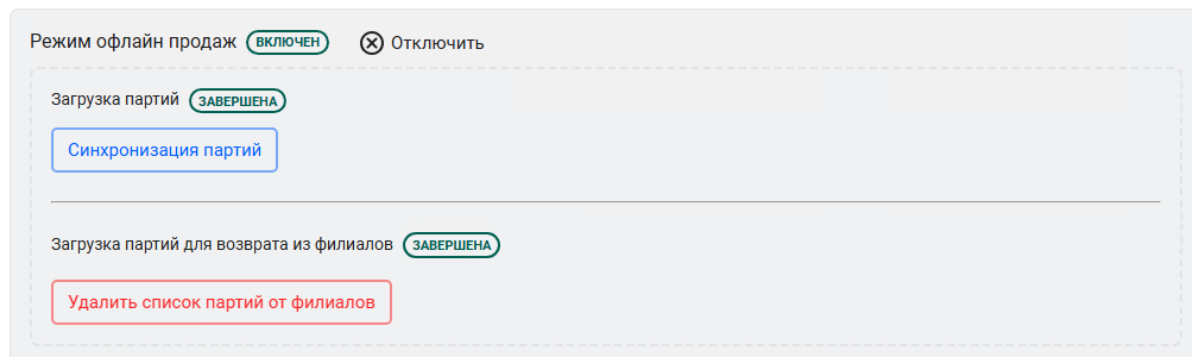 Режим офлайн продаж ВКЛЮЧЕН Отключить
Загрузка партий ЗАВЕРШЕНА
Синхронизация партий
Загрузка партий для возврата из филиалов ЗАВЕРШЕНА
Удалить список партий от филиалов